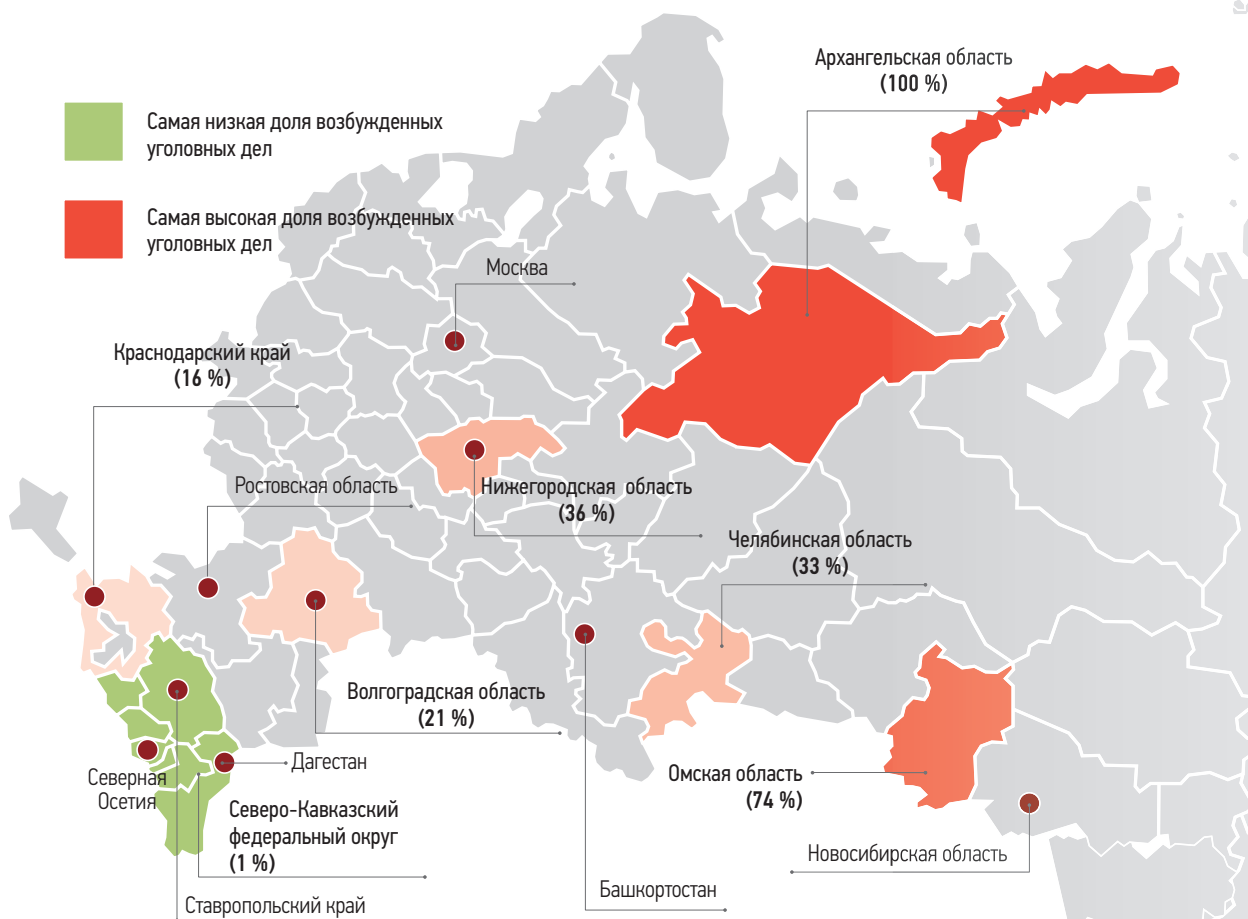 Архангельская область
(100 %)
Самая низкая доля возбужденных
уголовных дел
Самая высокая доля возбужденных
уголовных дел
Москва
Краснодарский край
(16 %)
Ростовская область
Нижегородская область
(36 %)
Челябинская область
(33 %)
Волгоградская область
(21 %)
Дагестан
Северная
Осетия
Омская область
(74 %)
Северо-Кавказский
федеральный округ
(1 %)
Новосибирская область
Башкортостан
Ставропольский край